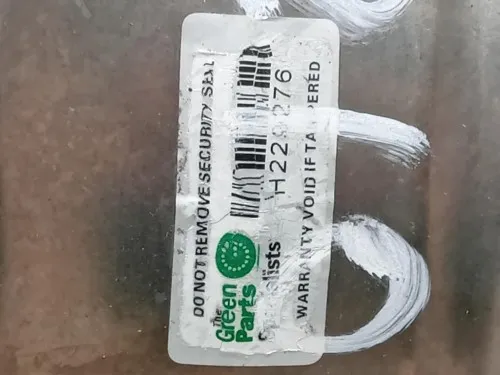 DO NOT REMOVE SECURITY SEAL
The
Green
Parts
WARRANTY VOID IF TAMPERED